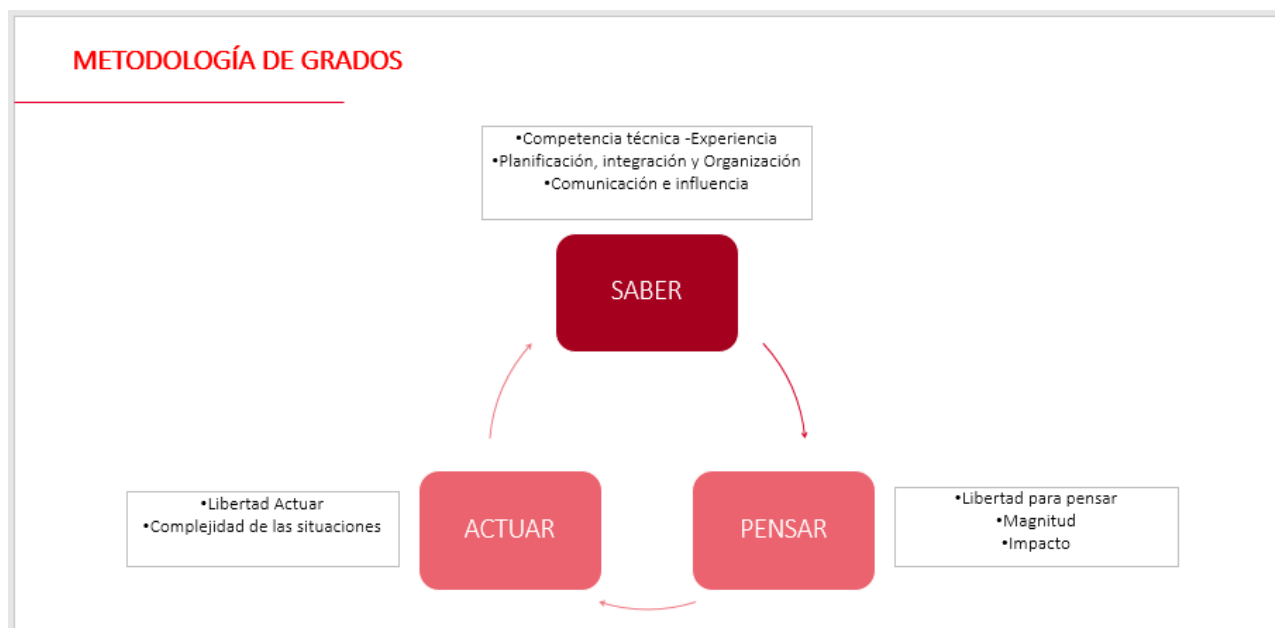 METODOLOGÍA DE GRADOS
•Competencia técnica -Experiencia
•Planificación, integración y Organización
•Comunicación e influencia
SABER
•Libertad Actuar
•Complejidad de las situaciones
ACTUAR
PENSAR
•Libertad para pensar
•Magnitud
•Impacto